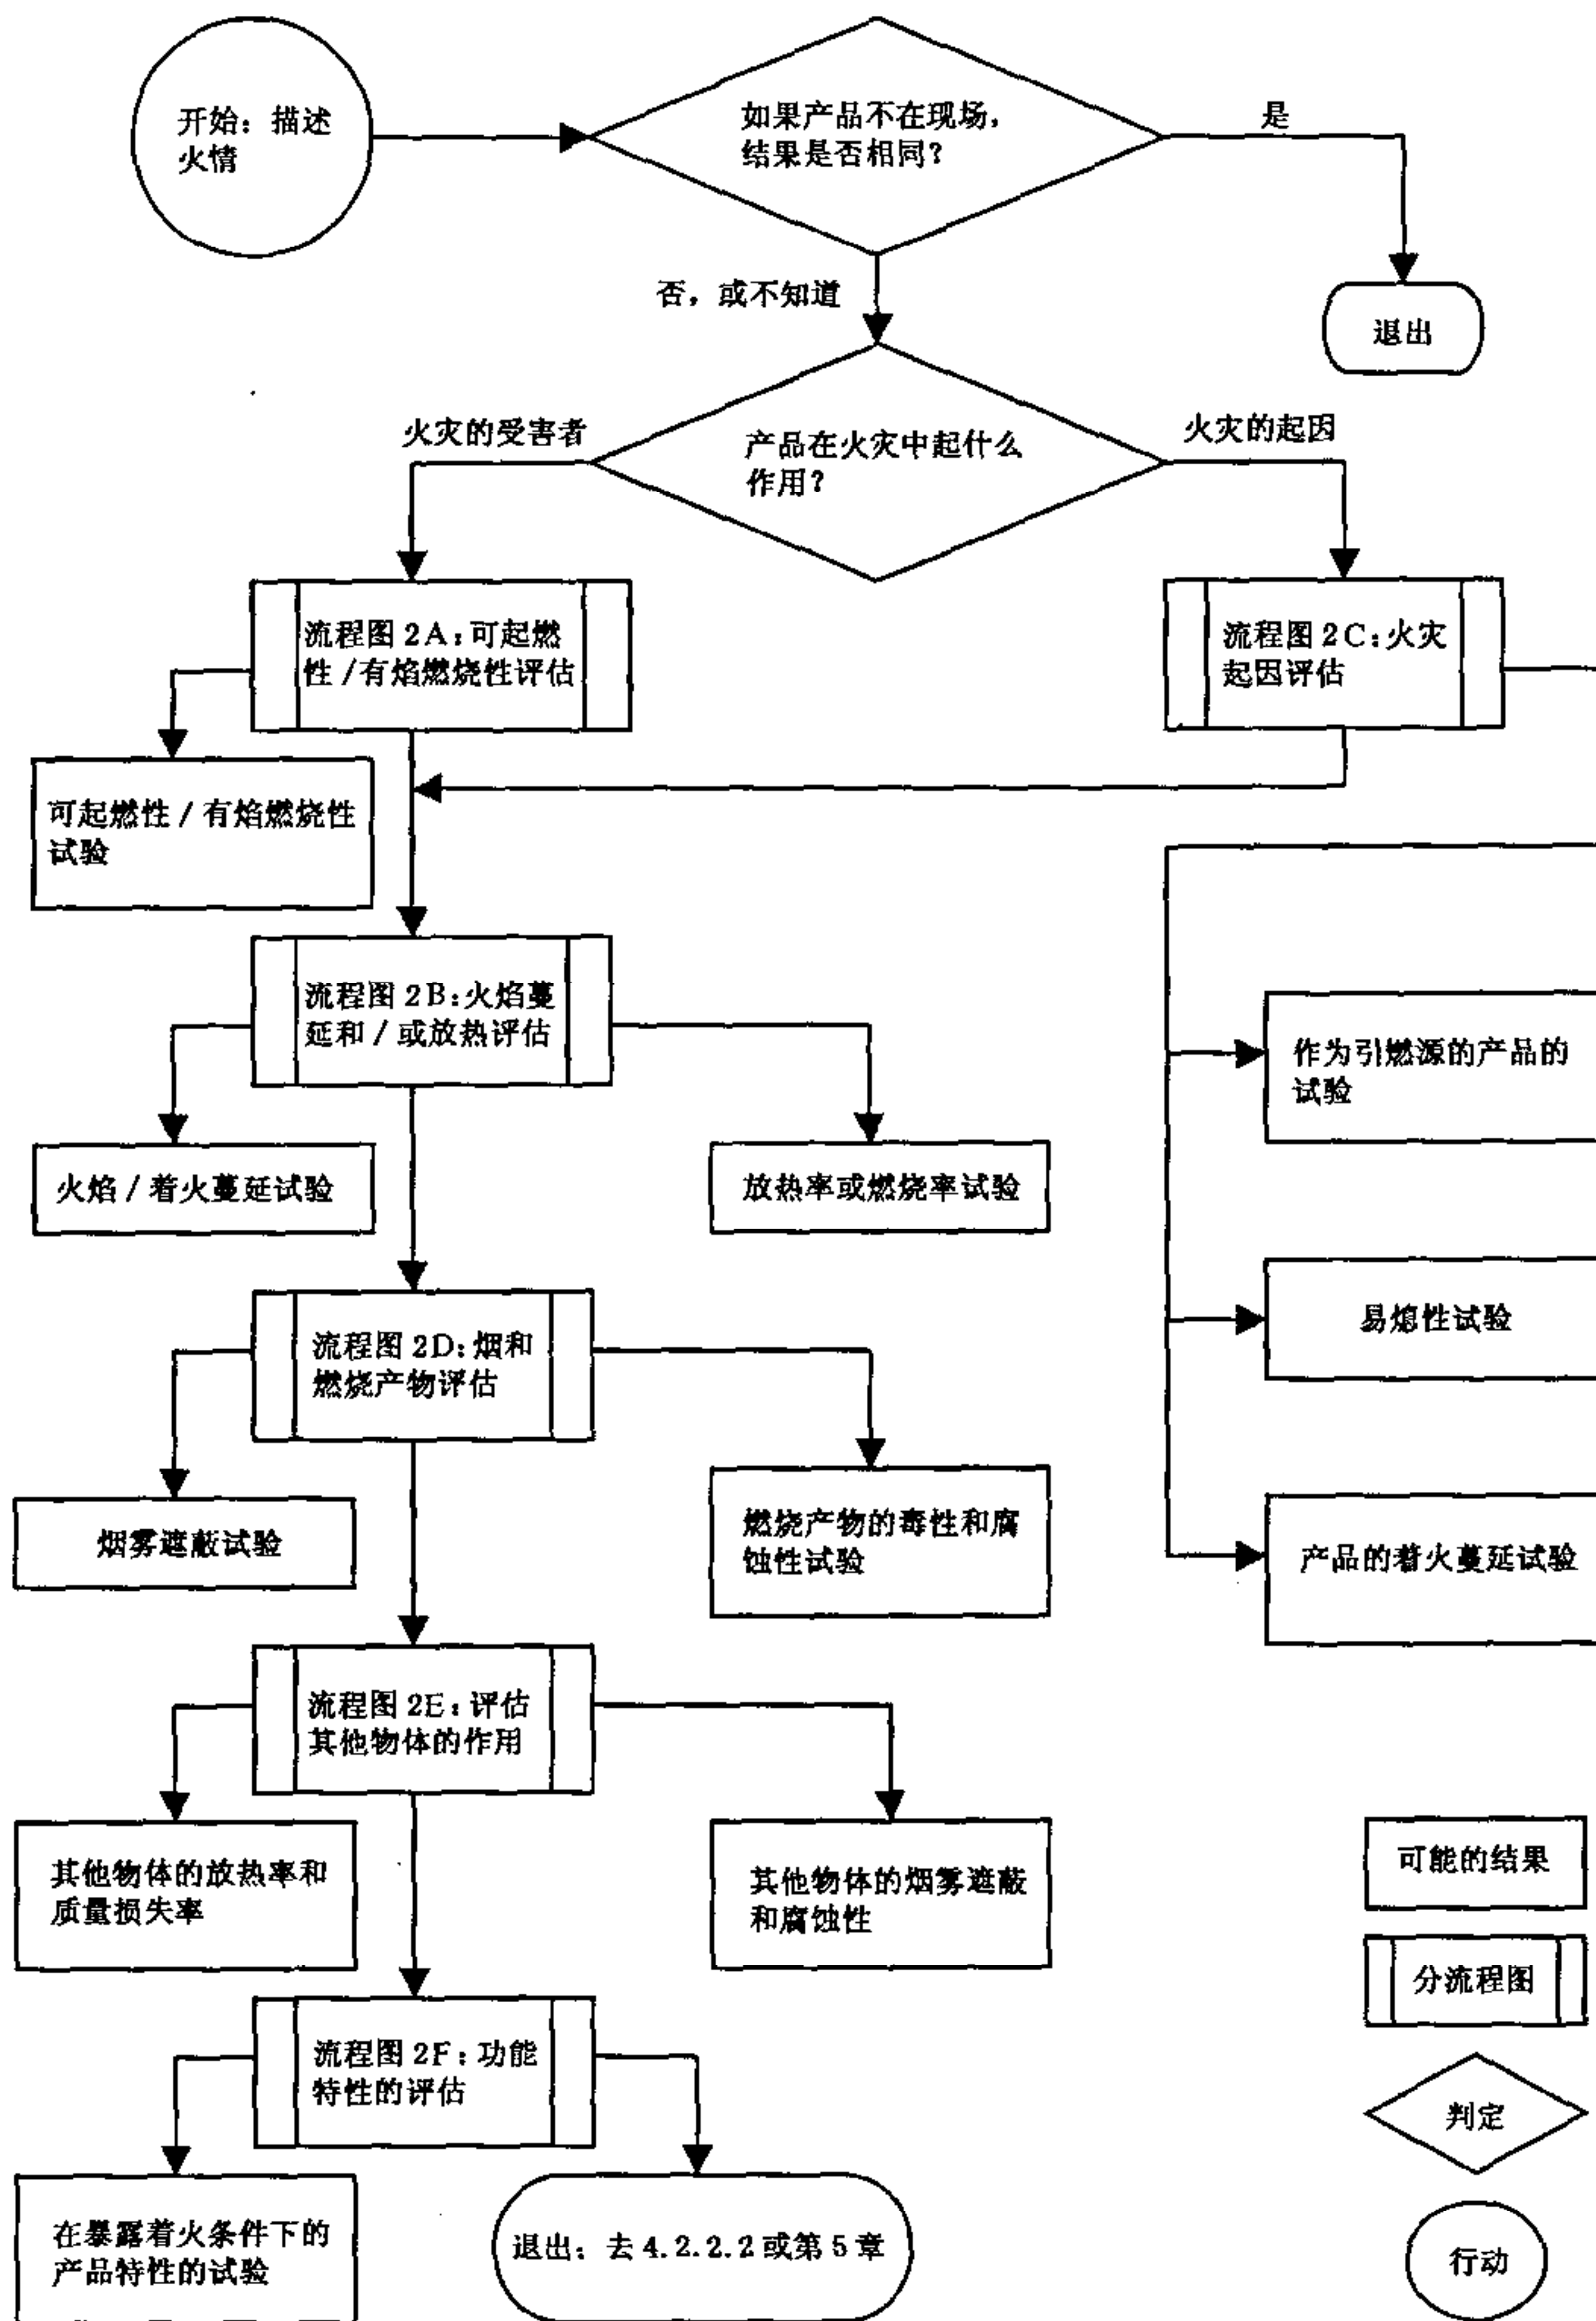 开始：描述
火情
如果产品不在现场，
结果是否相同？
是
否，或不知道
退出
火灾的受害者
产品在火灾中起什么
作用？
火灾的起因
流程图 2A：可起燃
性/有焰燃烧性评估
流程图 2C：火灾
起因评估
可起燃性/有焰燃烧性
试验
流程图 2B：火焰蔓
延和/或放热评估
作为引燃源的产品的
试验
火焰/着火蔓延试验
放热率或燃烧率试验
易熄性试验
流程图 2D：烟和
燃烧产物评估
烟雾遮蔽试验
燃烧产物的毒性和腐
蚀性试验
产品的着火蔓延试验
流程图 2E：评估
其他物体的作用
其他物体的放热率和
质量损失率
其他物体的烟雾遮蔽
和腐蚀性
可能的结果
分流程图
流程图 2F：功能
特性的评估
判定
在暴露着火条件下的
产品特性的试验
退出：去4.2.2.2或第5章
行动